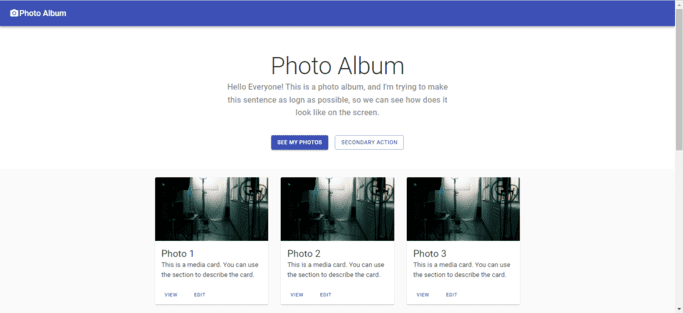 Photo Album
Photo Album
Hello Everyone! This is a photo album, and I'm trying to make
this sentence as logn as possible, so we can see how does it
look like on the screen.
SEE MY PHOTOS SECONDARY ACTION
Photo 1
This is a media card. You can use
the section to describe the card.
VIEW EDIT
Photo 2
This is a media card. You can use
the section to describe the card.
VIEW EDIT
Photo 3
This is a media card. You can use
the section to describe the card.
VIEW EDIT